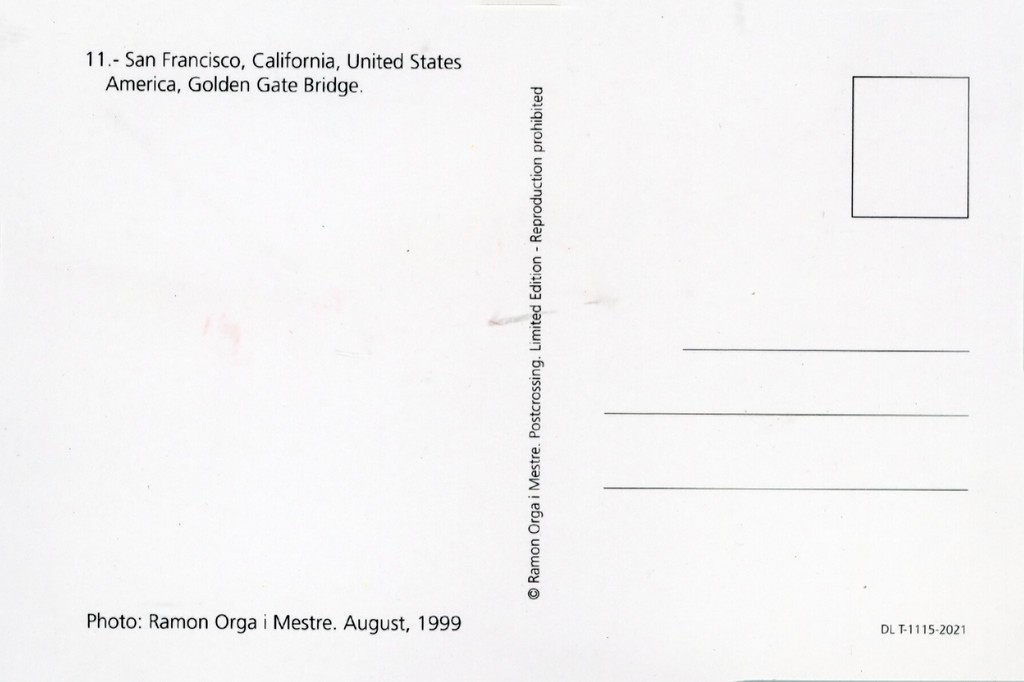 11.- San Francisco, California, United States
America, Golden Gate Bridge.
© Ramon Orga i Mestre. Postcrossing. Limited Edition - Reproduction prohibited
Photo: Ramon Orga i Mestre. August, 1999
DL T-1115-2021